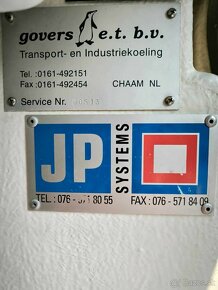 govers e.t. b.v.
Transport- en Industriekoeling
Tel. :0161-492151
Fax :0161-492454 CHAAM NL
Service Nr.
JP SYSTEMS
TEL.: 076 - 571 80 55 FAX : 076 - 571 84 09